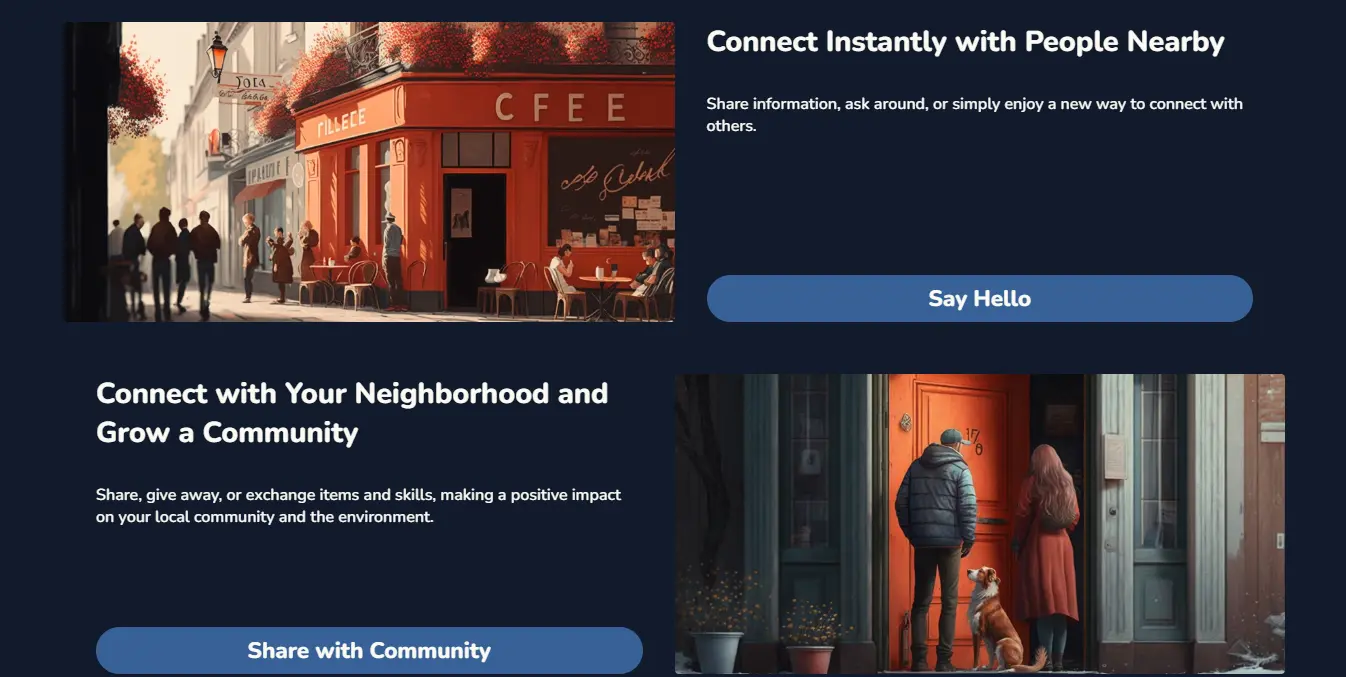 CFEE
Connect Instantly with People Nearby
Share information, ask around, or simply enjoy a new way to connect with
others.
Say Hello
Connect with Your Neighborhood and
Grow a Community
Share, give away, or exchange items and skills, making a positive impact
on your local community and the environment.
Share with Community